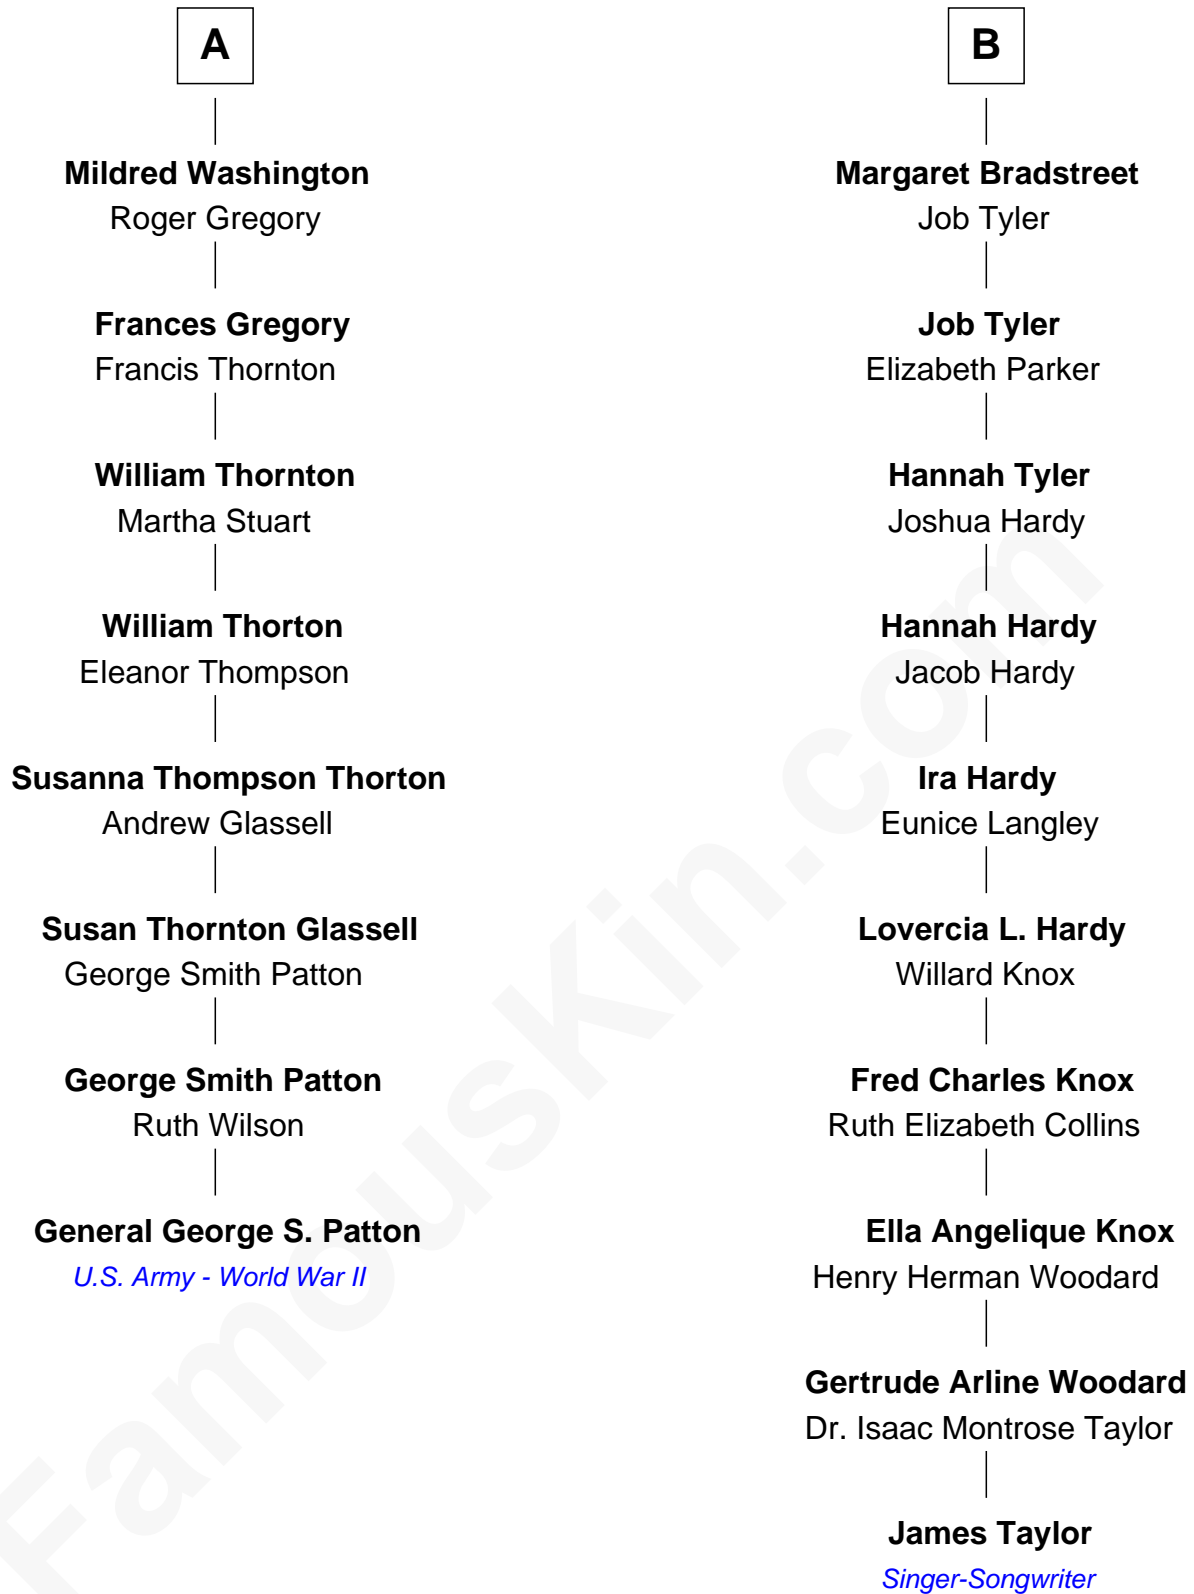 A
Mildred Washington
Roger Gregory
Frances Gregory
Francis Thornton
William Thornton
Martha Stuart
William Thorton
Eleanor Thompson
Susanna Thompson Thorton
Andrew Glassell
Susan Thornton Glassell
George Smith Patton
George Smith Patton
Ruth Wilson
General George S. Patton
U.S. Army - World War II
B
Margaret Bradstreet
Job Tyler
Job Tyler
Elizabeth Parker
Hannah Tyler
Joshua Hardy
Hannah Hardy
Jacob Hardy
Ira Hardy
Eunice Langley
Lovercia L. Hardy
Willard Knox
Fred Charles Knox
Ruth Elizabeth Collins
Ella Angelique Knox
Henry Herman Woodard
Gertrude Arline Woodard
Dr. Isaac Montrose Taylor
James Taylor
Singer-Songwriter
FamousKin.com